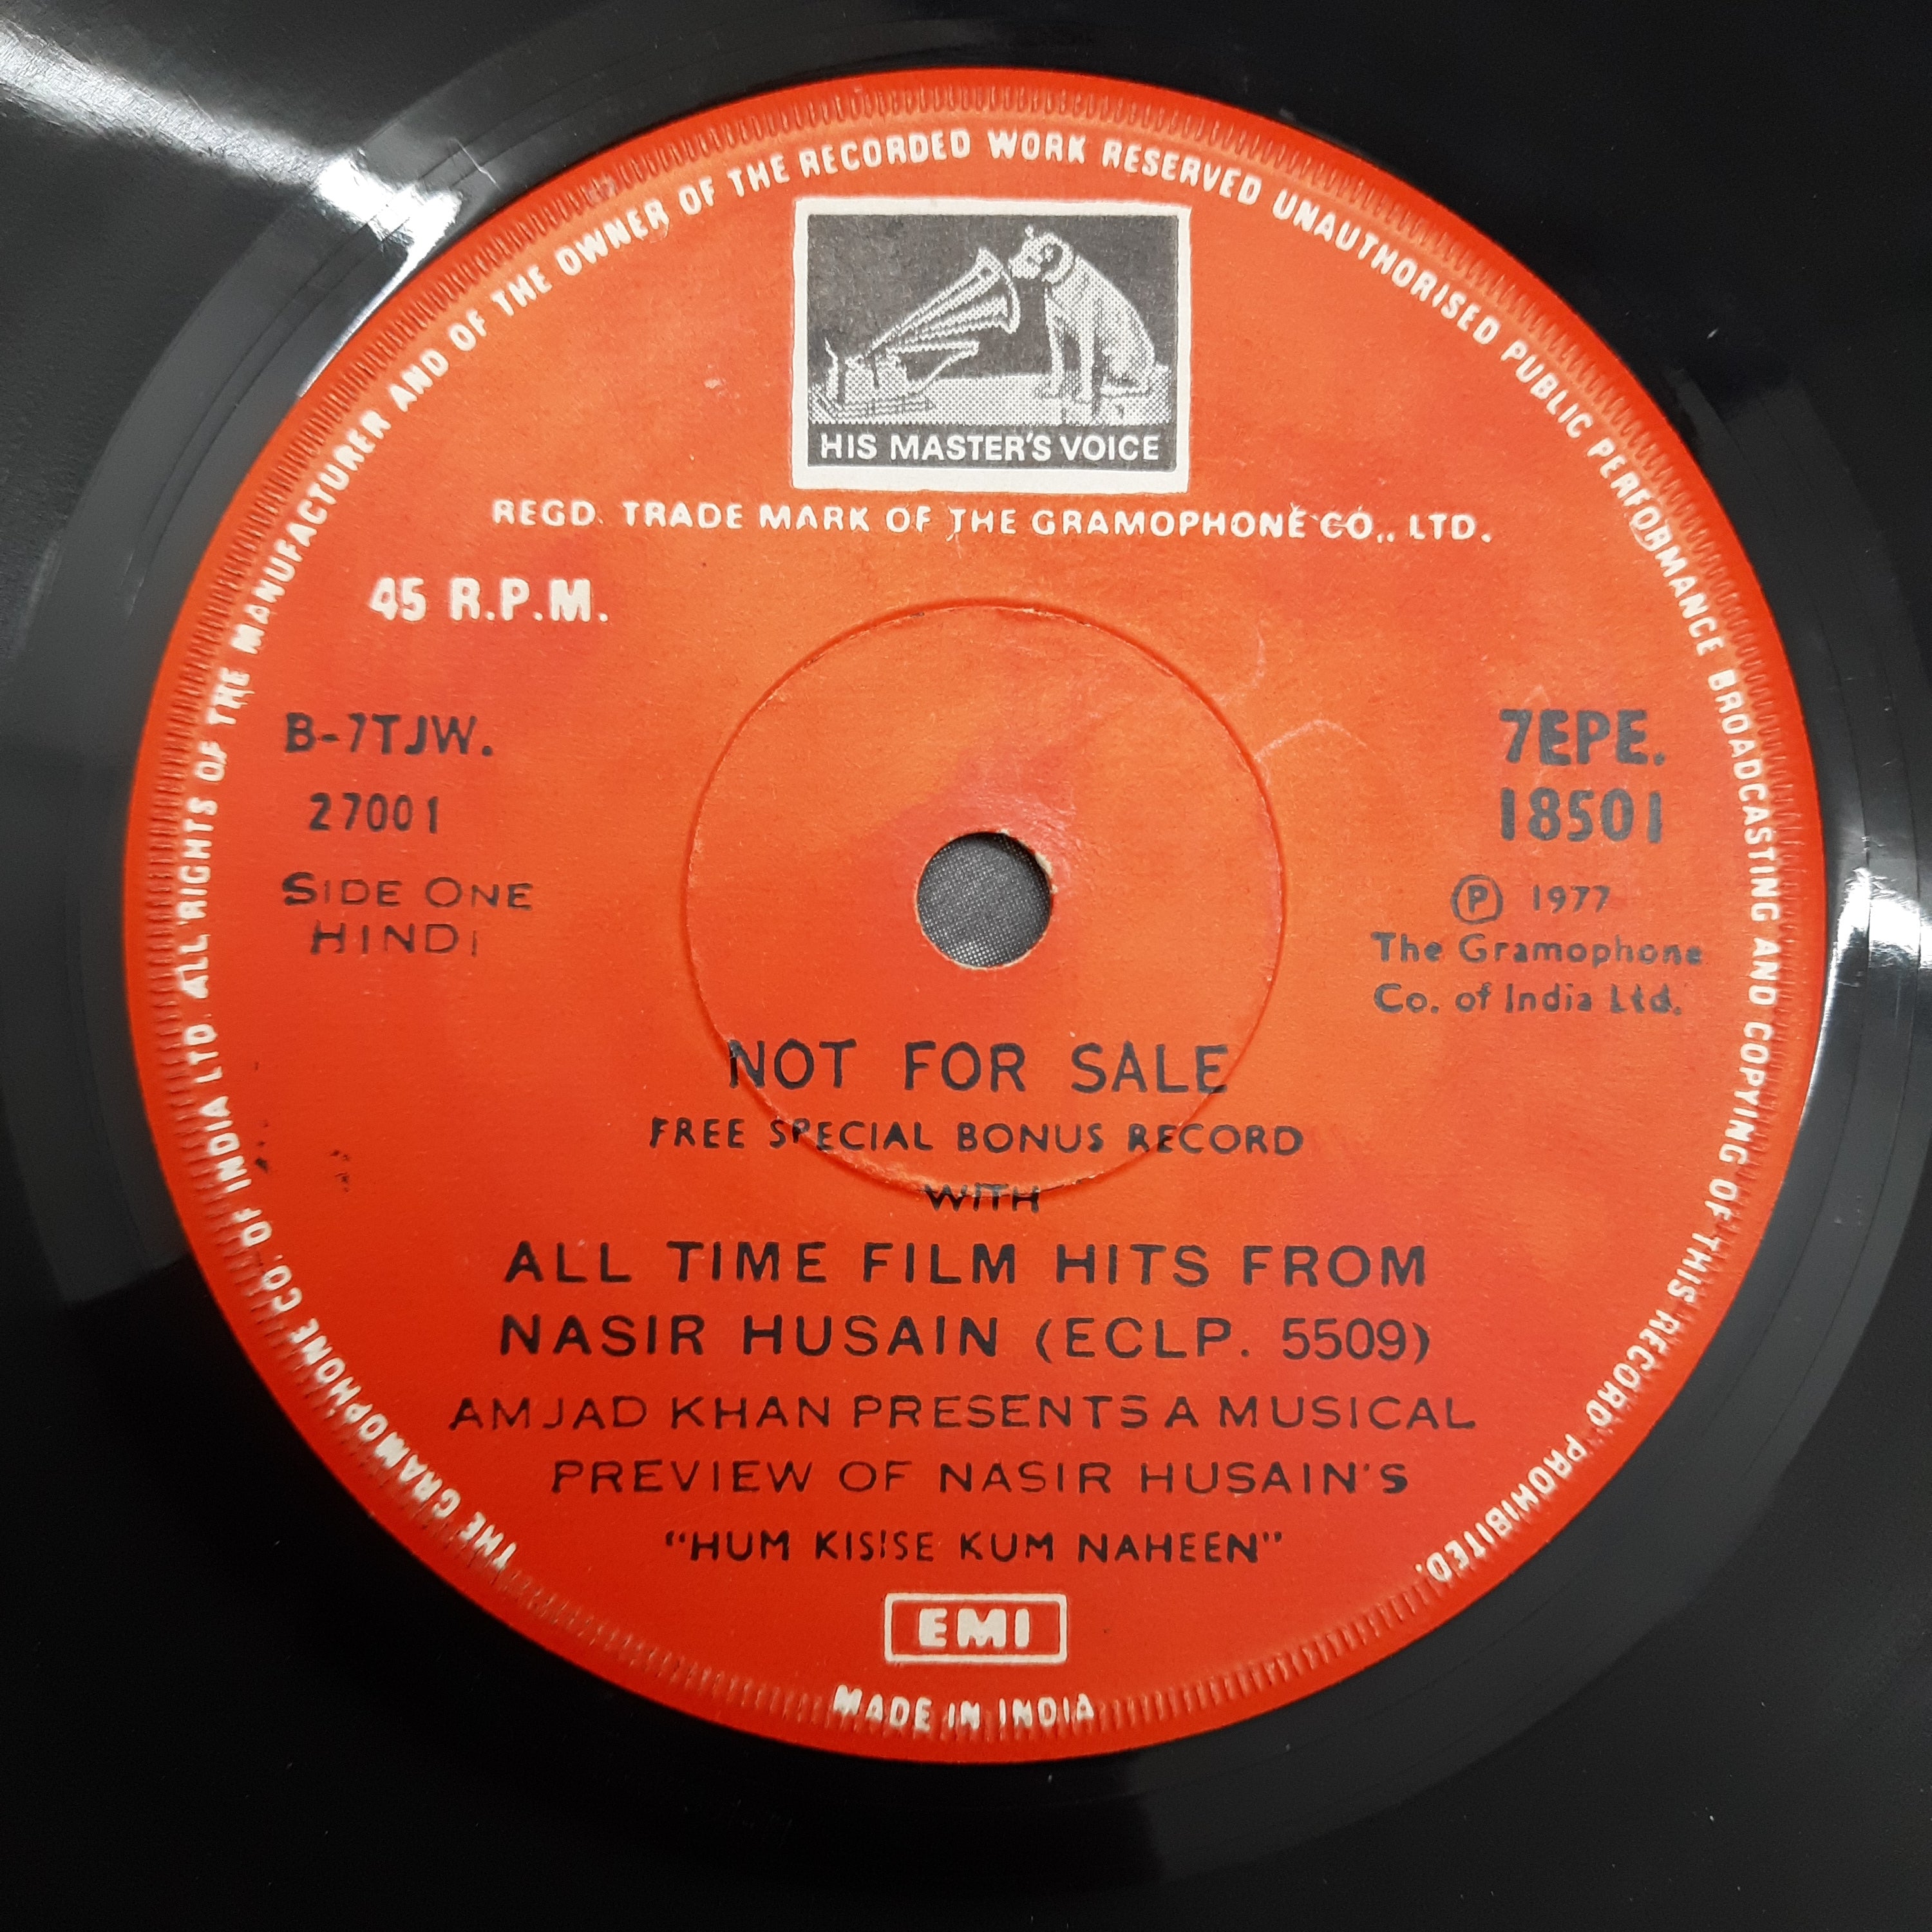 THE GRAMOPHONE CO. OF INDIA LTD. ALL RIGHTS OF THE MANUFACTURER AND OF THE OWNER OF THE RECORDED WORK RESERVED UNAUTHORISED PUBLIC PERFORMANCE BROADCASTING AND COPYING OF THIS RECORD PROHIBITED.
HIS MASTER'S VOICE
REGD. TRADE MARK OF THE GRAMOPHONE CO., LTD.
45 R.P.M.
B-7TJW.
27001
SIDE ONE
HINDI
7EPE.
18501
Ⓟ 1977
The Gramophone
Co. of India Ltd.
NOT FOR SALE
FREE SPECIAL BONUS RECORD
WITH
ALL TIME FILM HITS FROM
NASIR HUSAIN (ECLP. 5509)
AMJAD KHAN PRESENTS A MUSICAL
PREVIEW OF NASIR HUSAIN'S
"HUM KISISE KUM NAHEEN"
EMI
MADE IN INDIA